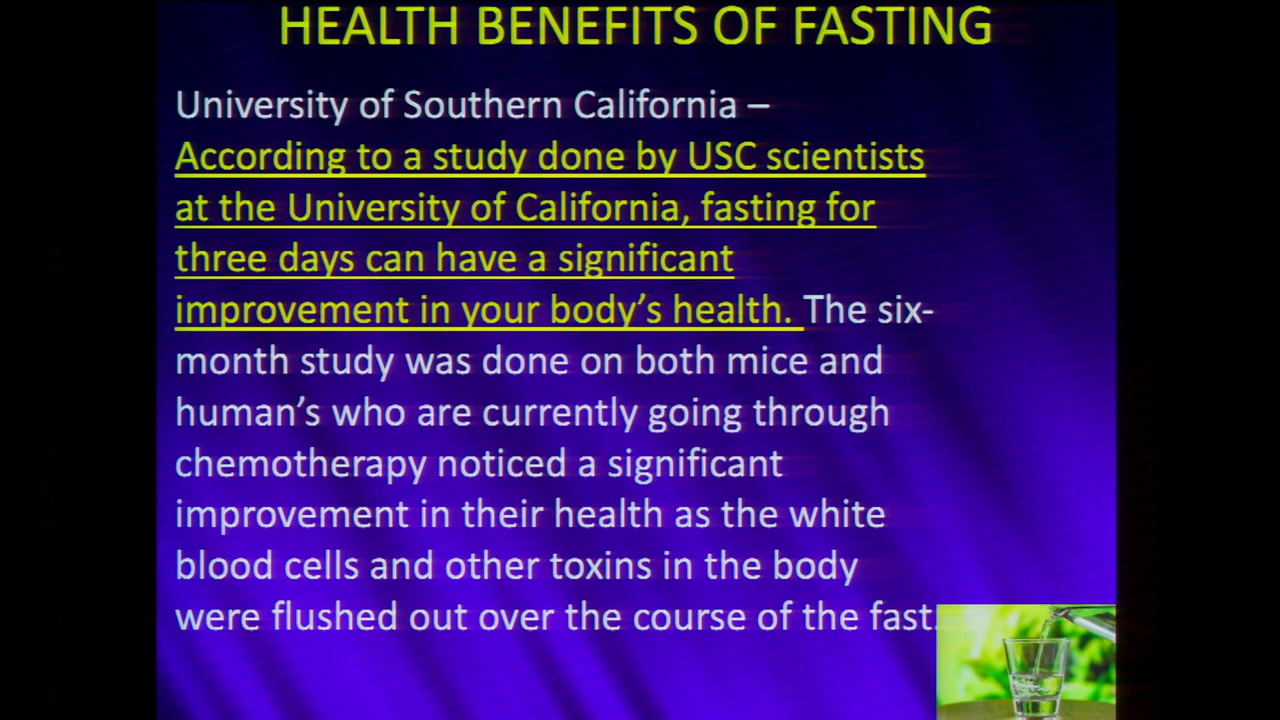 HEALTH BENEFITS OF FASTING
University of Southern California –
According to a study done by USC scientists
at the University of California, fasting for
three days can have a significant
improvement in your body's health. The six-
month study was done on both mice and
human's who are currently going through
chemotherapy noticed a significant
improvement in their health as the white
blood cells and other toxins in the body
were flushed out over the course of the fast.